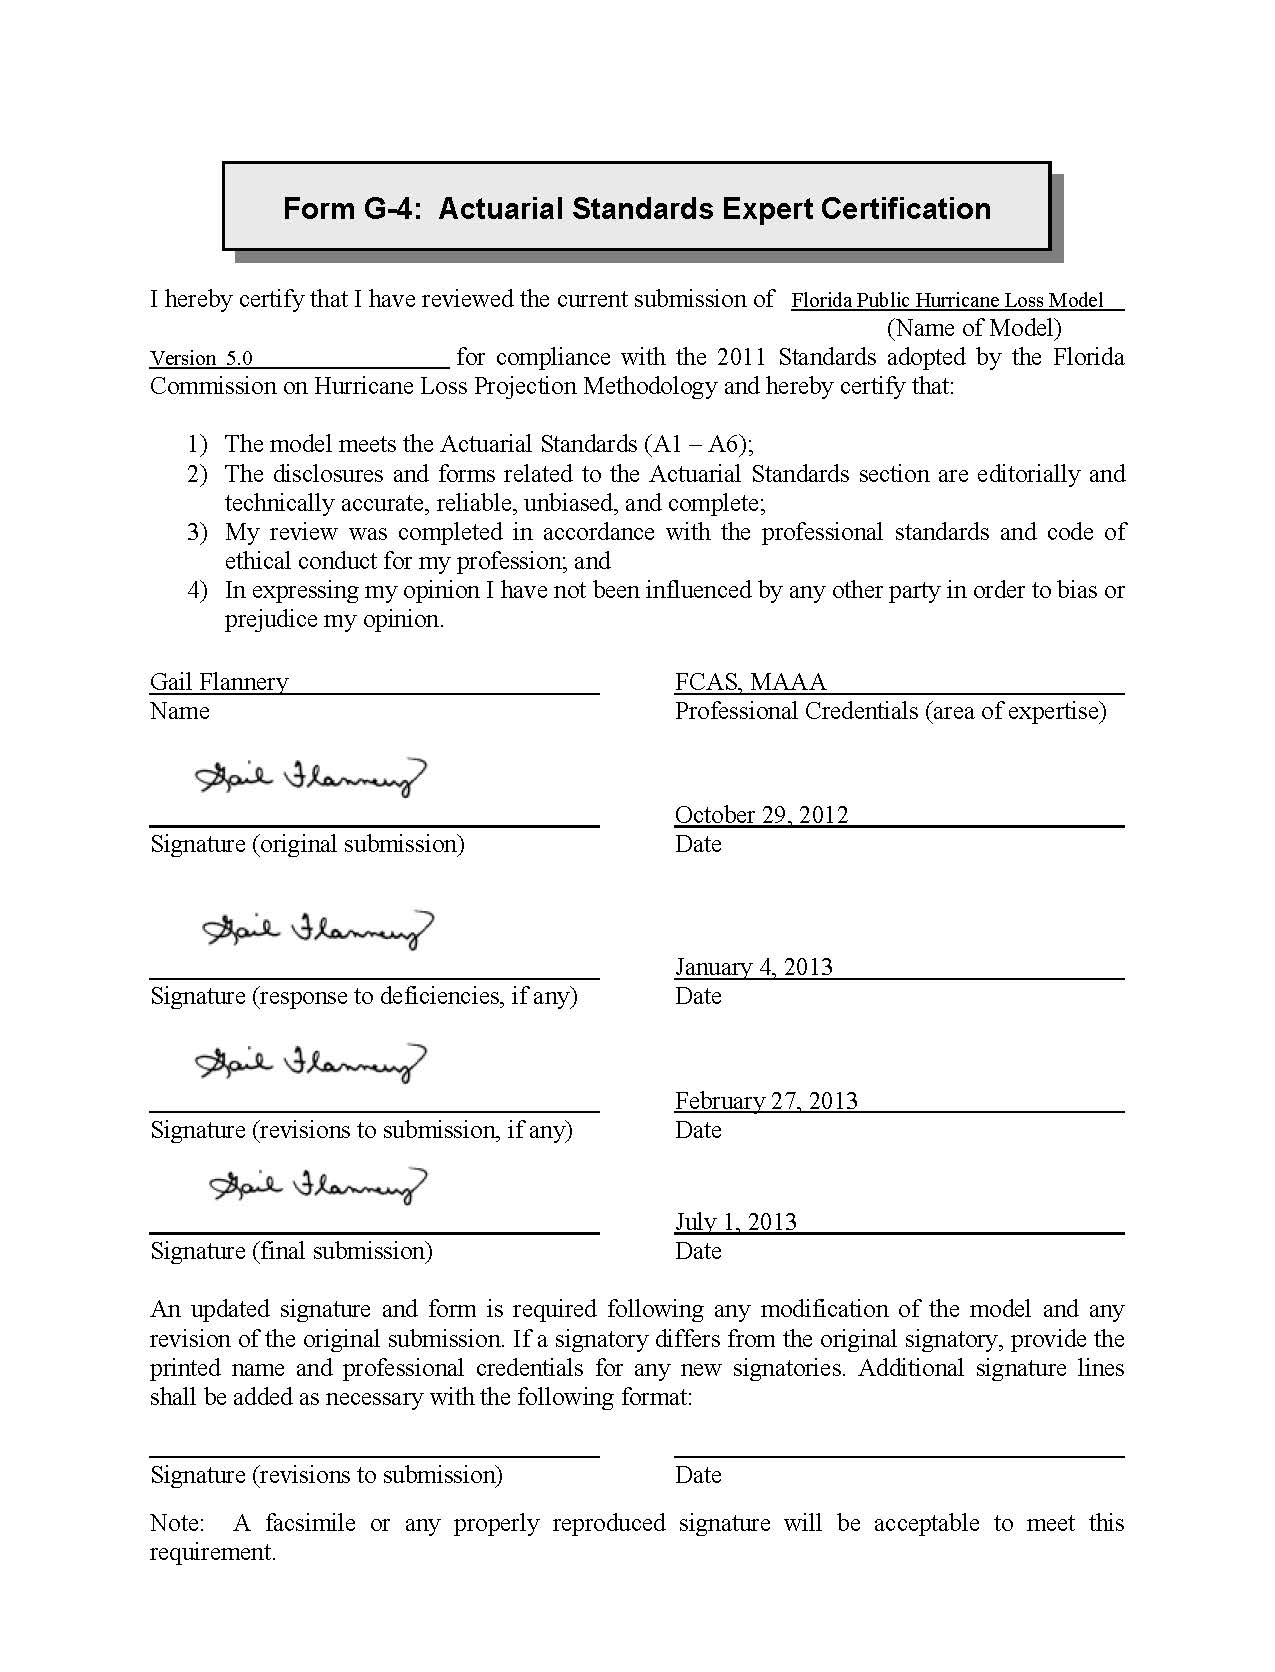 Form G-4: Actuarial Standards Expert Certification
I hereby certify that I have reviewed the current submission of Florida Public Hurricane Loss Model
(Name of Model)
Version 5.0 for compliance with the 2011 Standards adopted by the Florida
Commission on Hurricane Loss Projection Methodology and hereby certify that:
1) The model meets the Actuarial Standards (A1 – A6);
2) The disclosures and forms related to the Actuarial Standards section are editorially and
technically accurate, reliable, unbiased, and complete;
3) My review was completed in accordance with the professional standards and code of
ethical conduct for my profession; and
4) In expressing my opinion I have not been influenced by any other party in order to bias or
prejudice my opinion.
Gail Flannery FCAS, MAAA
Name Professional Credentials (area of expertise)
Gail Flannery
October 29, 2012
Signature (original submission) Date
Gail Flannery
January 4, 2013
Signature (response to deficiencies, if any) Date
Gail Flannery
February 27, 2013
Signature (revisions to submission, if any) Date
Gail Flannery
July 1, 2013
Signature (final submission) Date
An updated signature and form is required following any modification of the model and any
revision of the original submission. If a signatory differs from the original signatory, provide the
printed name and professional credentials for any new signatories. Additional signature lines
shall be added as necessary with the following format:
Signature (revisions to submission) Date
Note: A facsimile or any properly reproduced signature will be acceptable to meet this
requirement.